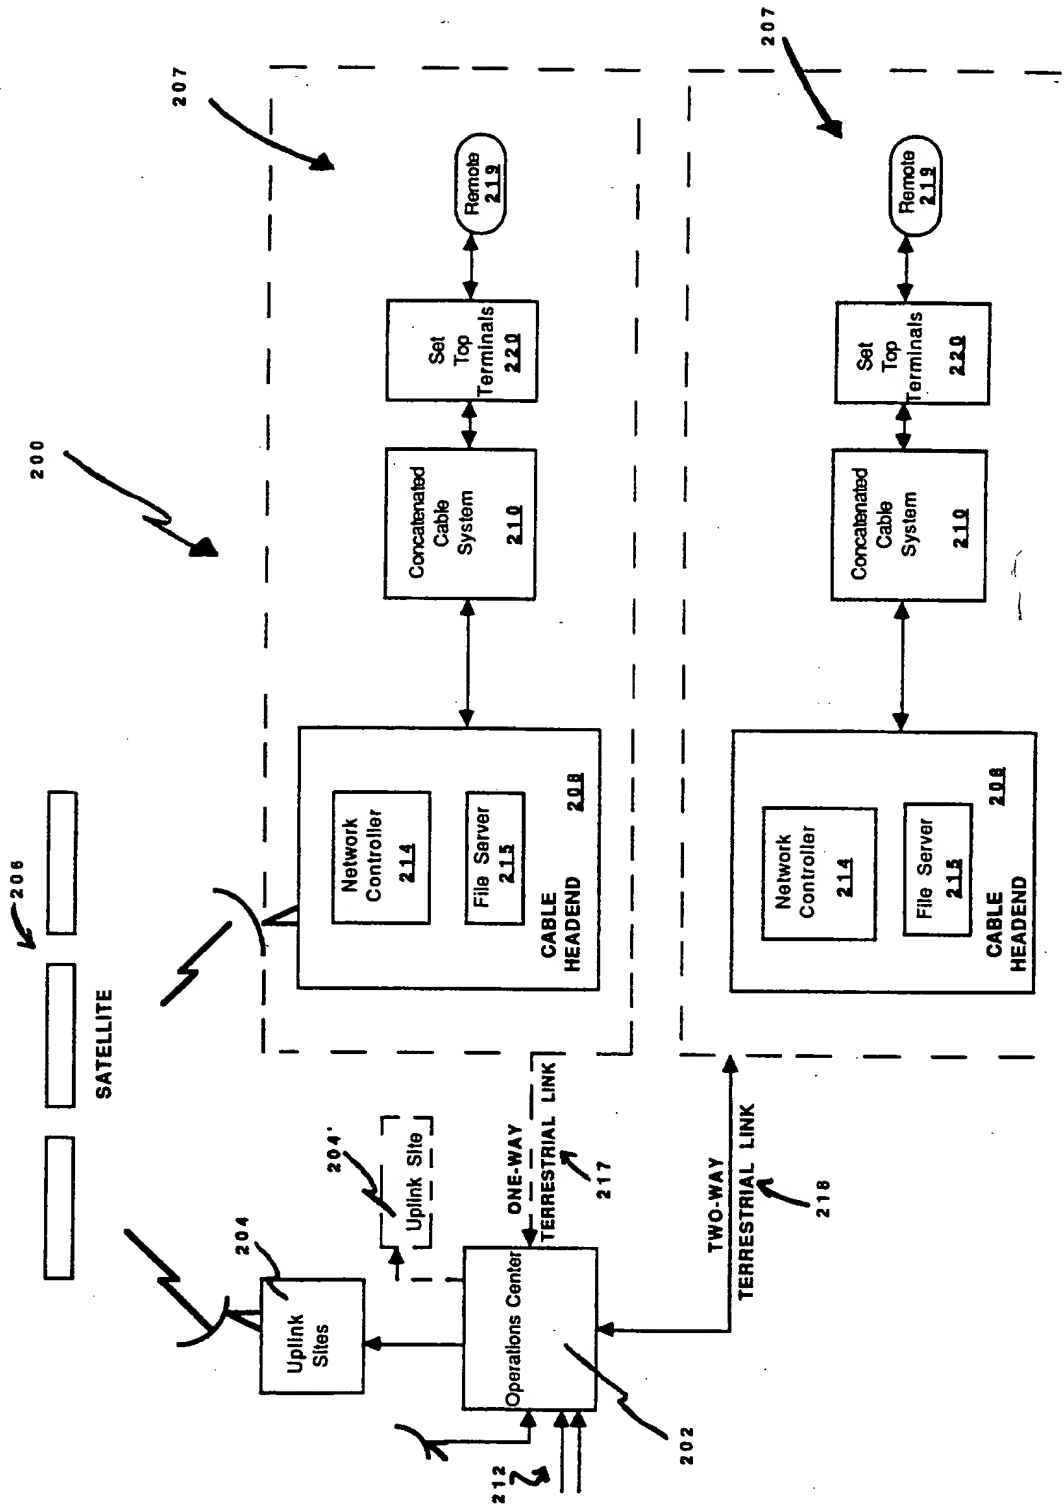 206
SATELLITE
200
207
204
Uplink
Sites
204'
Uplink Site
Network
Controller
214
File Server
215
208
CABLE
HEADEND
Concatenated
Cable
System
210
Set
Top
Terminals
220
Remote
219
212
Operations Center
202
ONE-WAY
TERRESTRIAL LINK
217
TWO-WAY
TERRESTRIAL LINK
218
207
Network
Controller
214
File Server
215
208
CABLE
HEADEND
Concatenated
Cable
System
210
Set
Top
Terminals
220
Remote
219